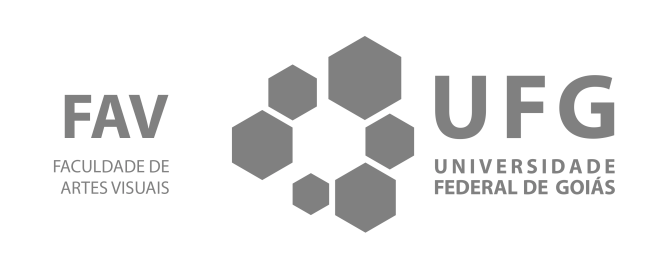 FAV
FACULDADE DE
ARTES VISUAIS
UFG
UNIVERSIDADE
FEDERAL DE GOIÁS